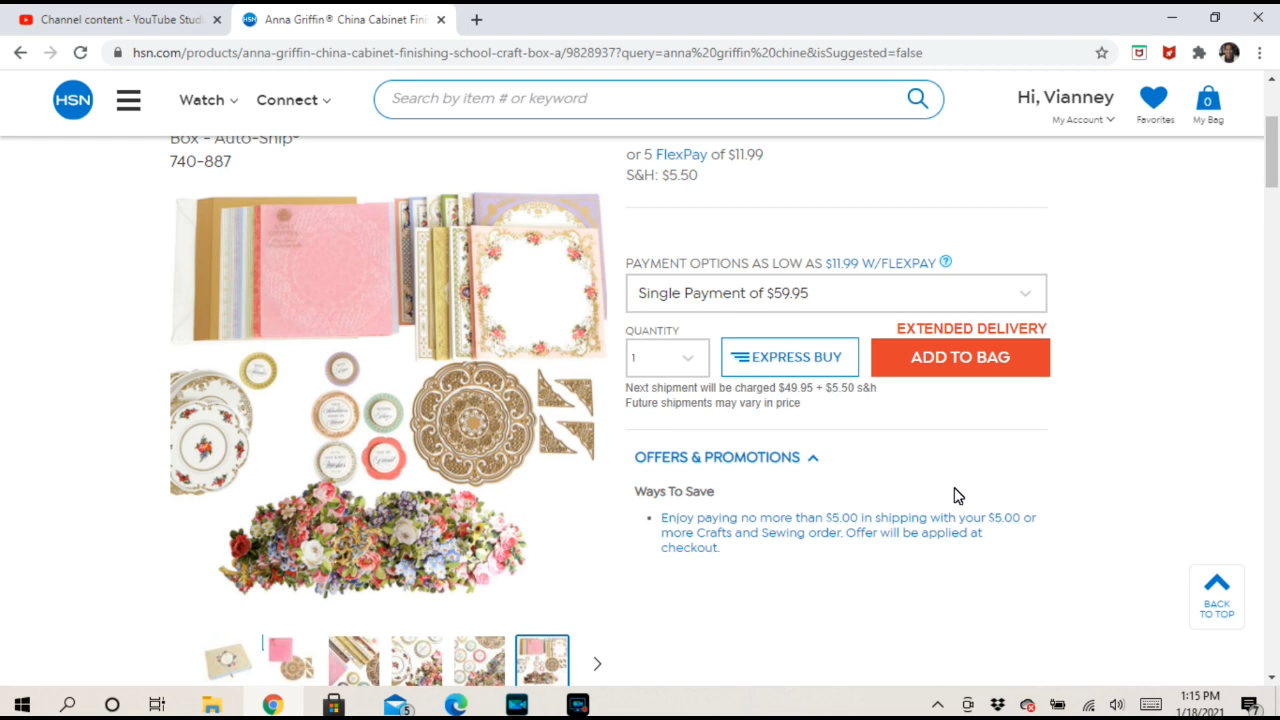 Channel content - YouTube Studi
Anna Griffin® China Cabinet Fini
hsn.com/products/anna-griffin-china-cabinet-finishing-school-craft-box-a/9828937?query=anna%20griffin%20chine&isSuggested=false
HSN
Watch
Connect
Search by item # or keyword
Hi, Vianney
My Account
Favorites
0
My Bag
Box - Auto-Ship®
740-887
or 5 FlexPay of $11.99
S&H: $5.50
PAYMENT OPTIONS AS LOW AS $11.99 W/FLEXPAY ?
Single Payment of $59.95
QUANTITY
EXTENDED DELIVERY
1
EXPRESS BUY
ADD TO BAG
Next shipment will be charged $49.95 + $5.50 s&h
Future shipments may vary in price
OFFERS & PROMOTIONS
Ways To Save
Enjoy paying no more than $5.00 in shipping with your $5.00 or
more Crafts and Sewing order. Offer will be applied at
checkout.
BACK
TO TOP
5
1:15 PM
1/18/2021
7